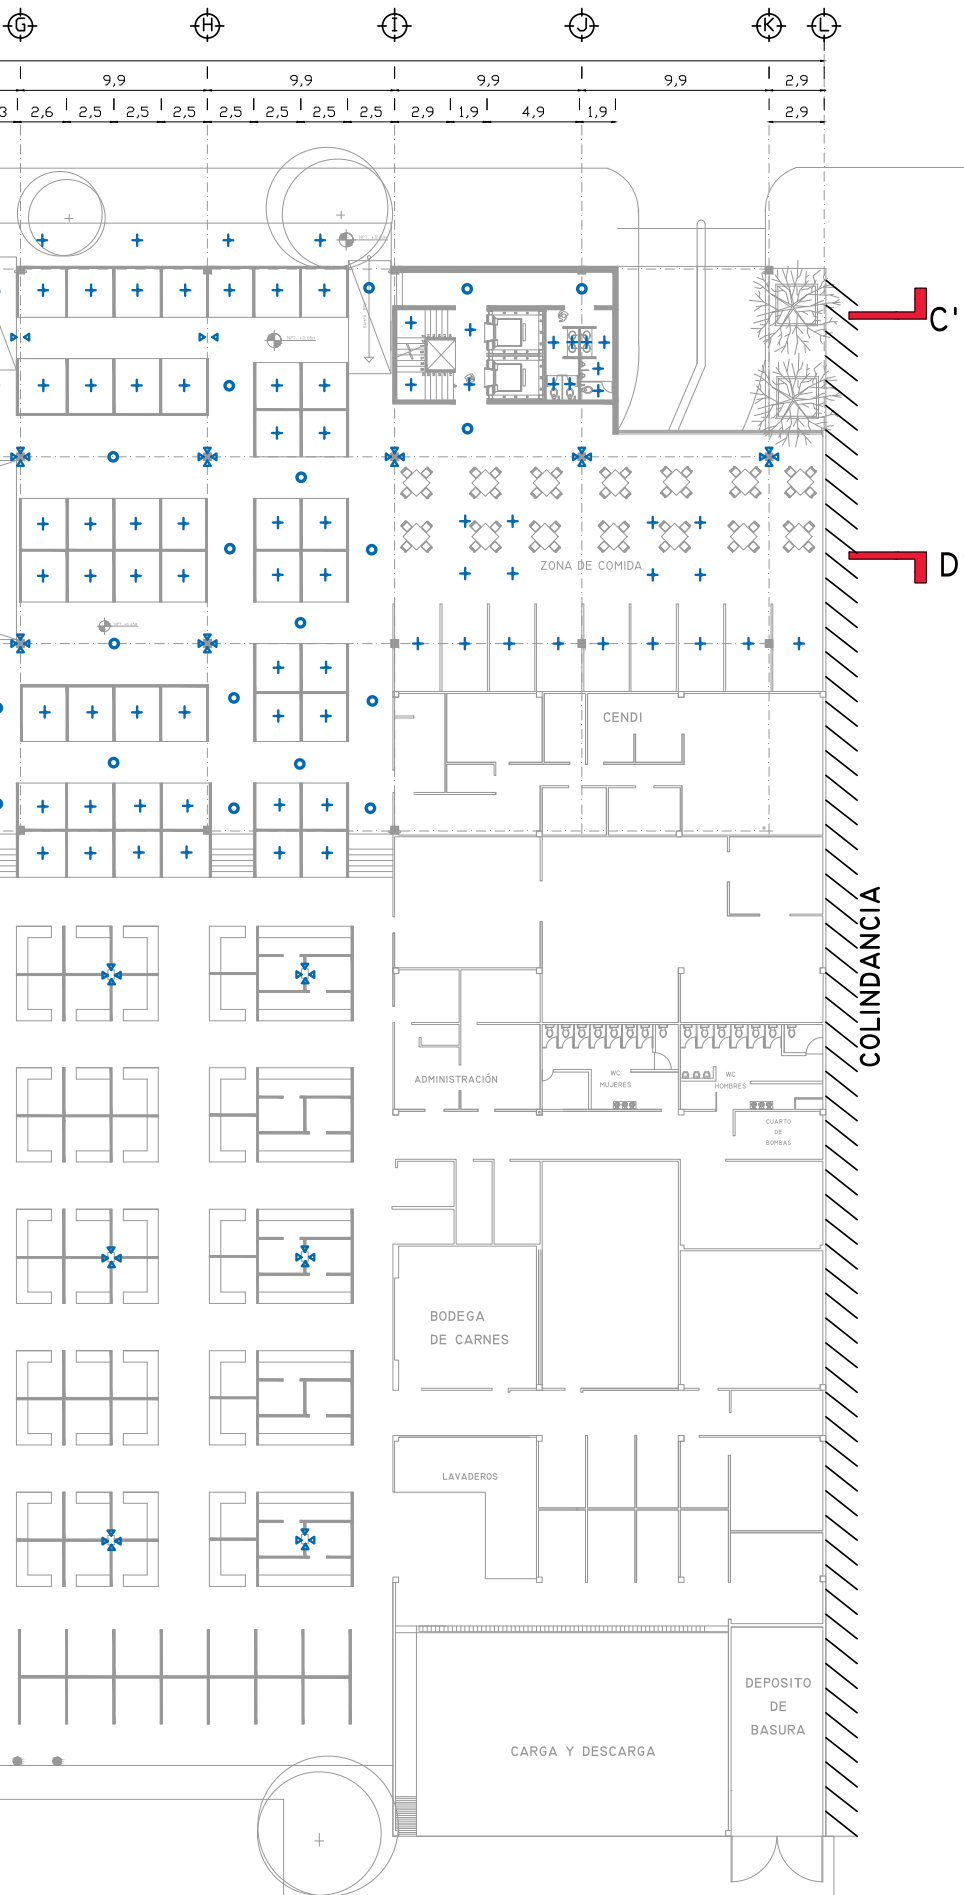 G H I J K L
9,9 9,9 9,9 9,9 2,9
3 2,6 2,5 2,5 2,5 2,5 2,5 2,5 2,5 2,9 1,9 4,9 1,9 2,9
C'
D
ZONA DE COMIDA
CENDI
COLINDANCIA
ADMINISTRACIÓN
WC
MUJERES
WC
HOMBRES
CUARTO
DE
BOMBAS
BODEGA
DE CARNES
LAVADEROS
DEPOSITO
DE
BASURA
CARGA Y DESCARGA